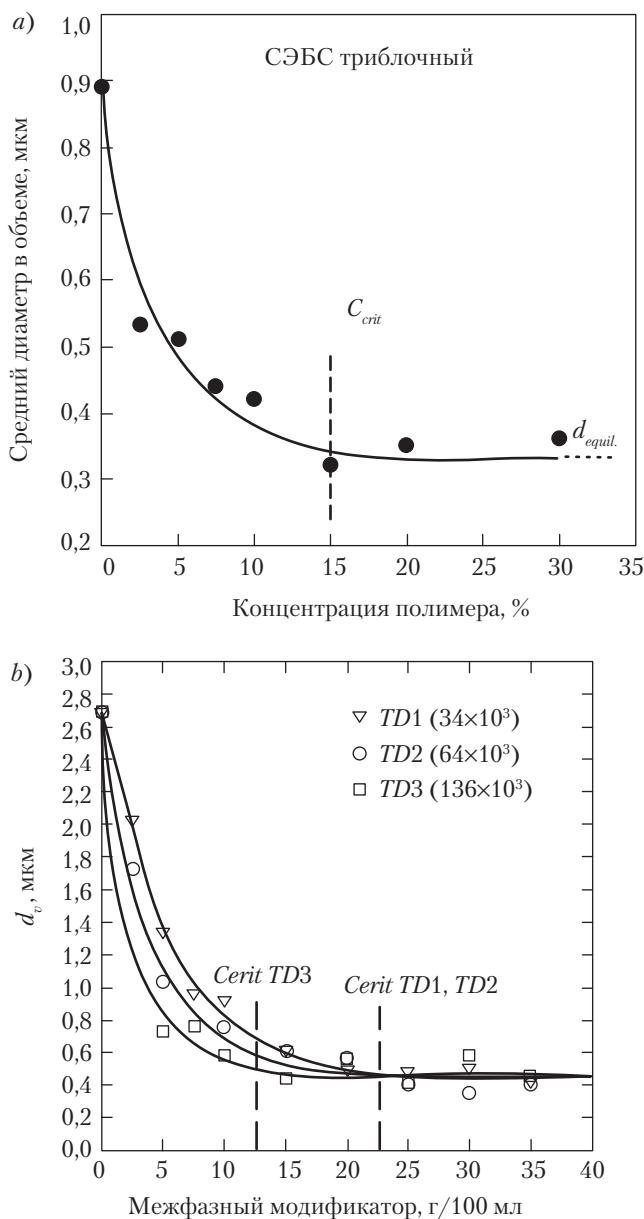 a)
1,0
0,9
0,8
0,7
0,6
0,5
0,4
0,3
0,2
Средний диаметр в объеме, мкм
СЭБС триблочный
C_crit
d_equil.
0 5 10 15 20 25 30 35
Концентрация полимера, %
b)
3,0
2,8
2,6
2,4
2,2
2,0
1,8
1,6
1,4
1,2
1,0
0,8
0,6
0,4
0,2
0,0
d_v, мкм
TD1 (34×10³)
TD2 (64×10³)
TD3 (136×10³)
Cerit TD3
Cerit TD1, TD2
0 5 10 15 20 25 30 35 40
Межфазный модификатор, г/100 мл